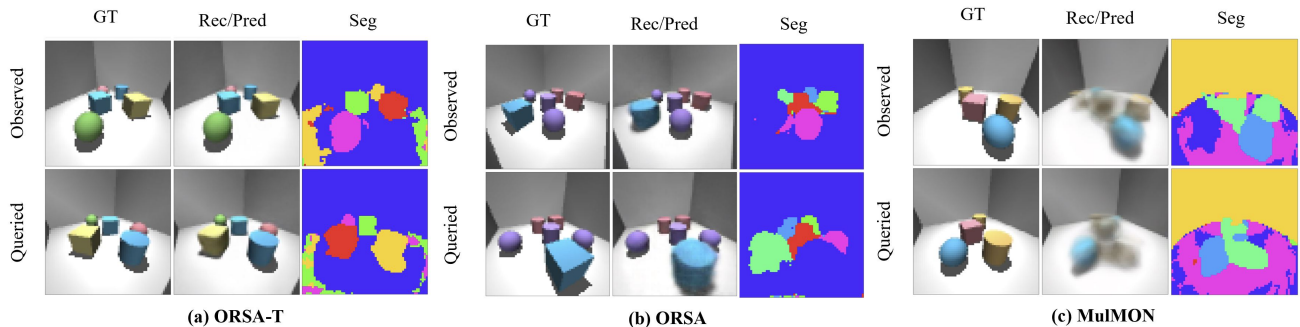 GT Rec/Pred Seg
Observed
Queried
(a) ORSA-T
GT Rec/Pred Seg
Observed
Queried
(b) ORSA
GT Rec/Pred Seg
Observed
Queried
(c) MulMON